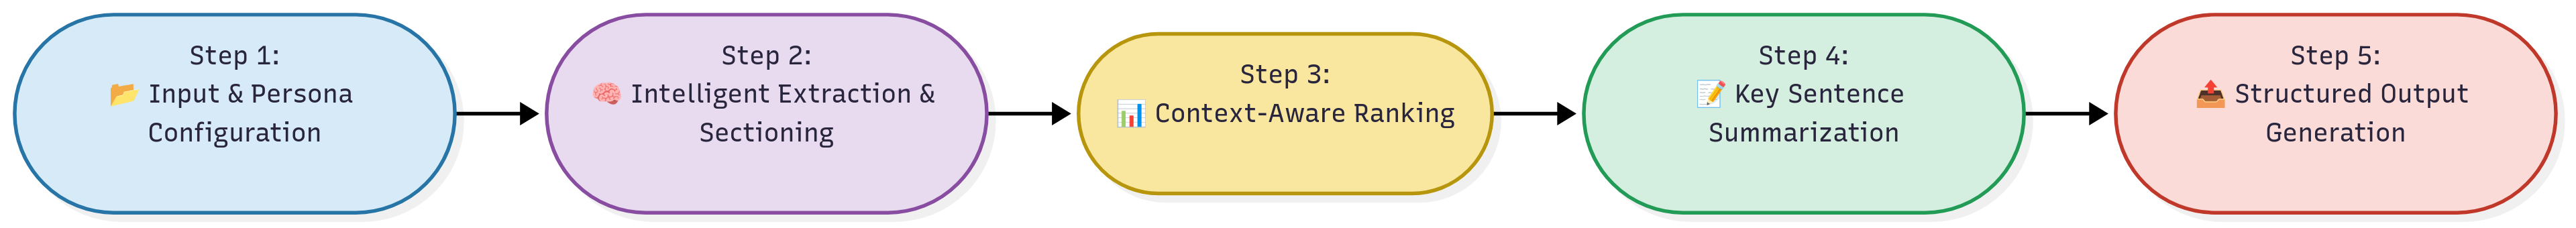 Step 1:
📂 Input & Persona
Configuration
Step 2:
🧠 Intelligent Extraction &
Sectioning
Step 3:
📊 Context-Aware Ranking
Step 4:
📝 Key Sentence
Summarization
Step 5:
📤 Structured Output
Generation